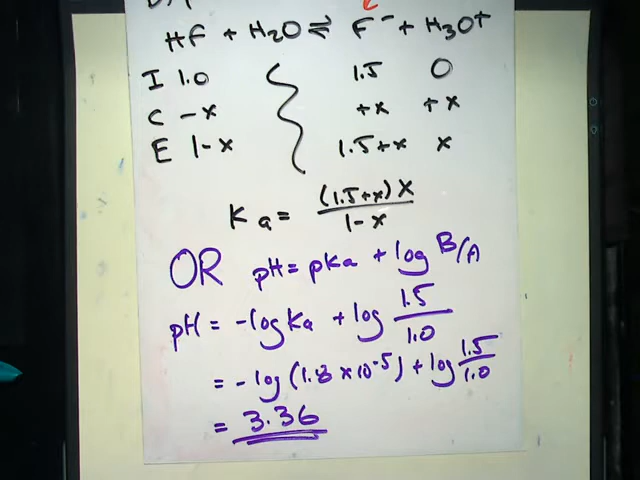 HF + H₂O ⇌ F⁻ + H₃O⁺
I 1.0 1.5 0
C -x +x +x
E 1-x 1.5+x x
Ka = (1.5+x)x / 1-x
OR pH = pKa + log B/A
pH = -log Ka + log 1.5/1.0
= -log (1.8 × 10⁻⁵) + log 1.5/1.0
= 3.36